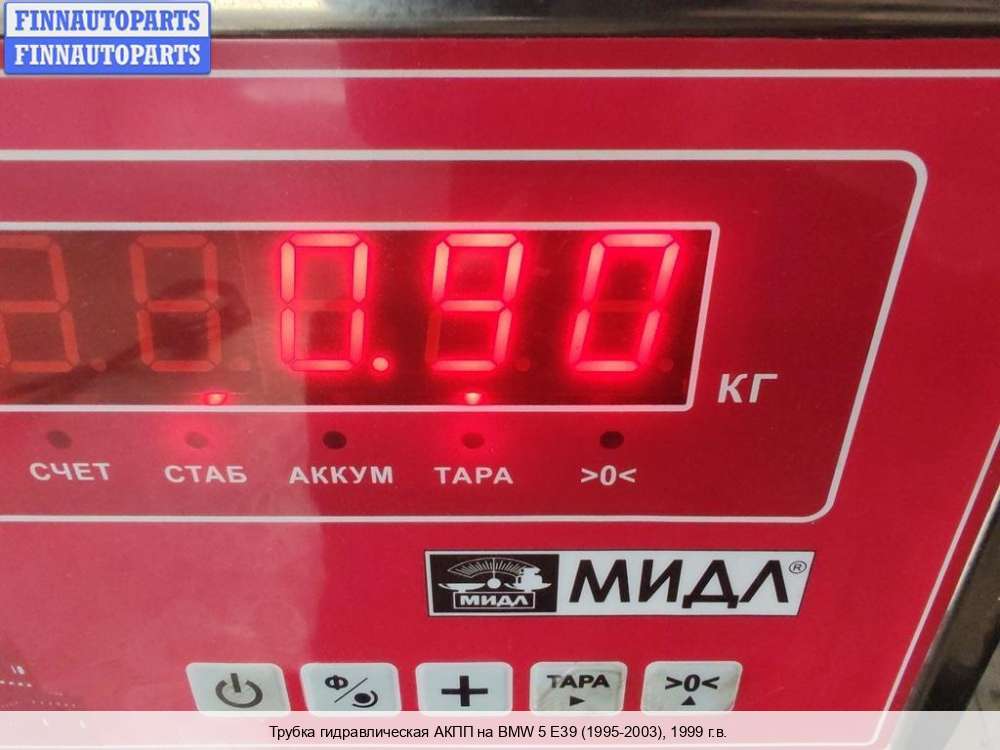 FINNAUTOPARTS
FINNAUTOPARTS
0.90
КГ
СЧЕТ СТАБ АККУМ ТАРА >0<
МИДЛ МИДЛ®
Ф ТАРА >0<
Трубка гидравлическая АКПП на BMW 5 E39 (1995-2003), 1999 г.в.